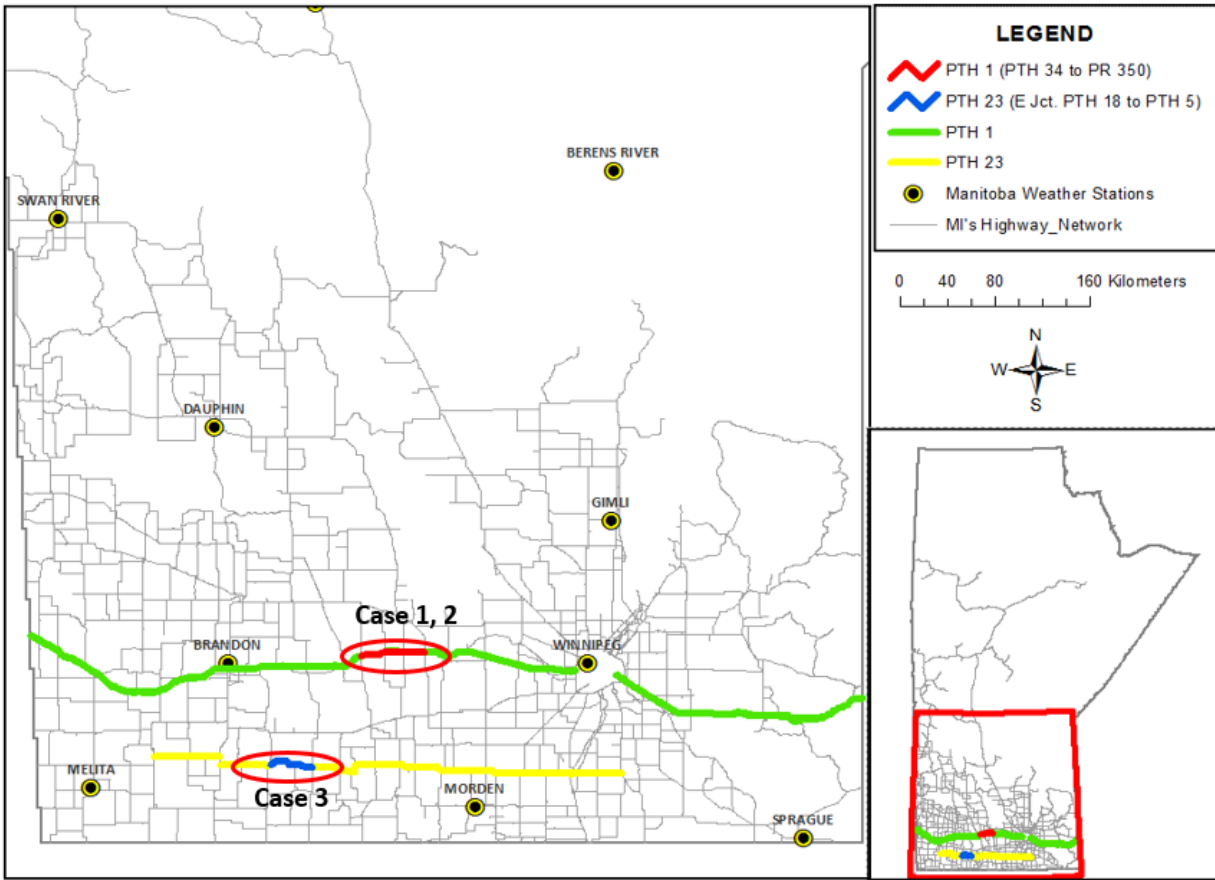 BERENS RIVER
SWAN RIVER
DAUPHIN
GIMLI
Case 1, 2
BRANDON
WINNIPEG
MELITA
Case 3
MORDEN
SPRAGUE
LEGEND
PTH 1 (PTH 34 to PR 350)
PTH 23 (E Jct. PTH 18 to PTH 5)
PTH 1
PTH 23
Manitoba Weather Stations
MI's Highway_Network
0 40 80 160 Kilometers
N
W E
S